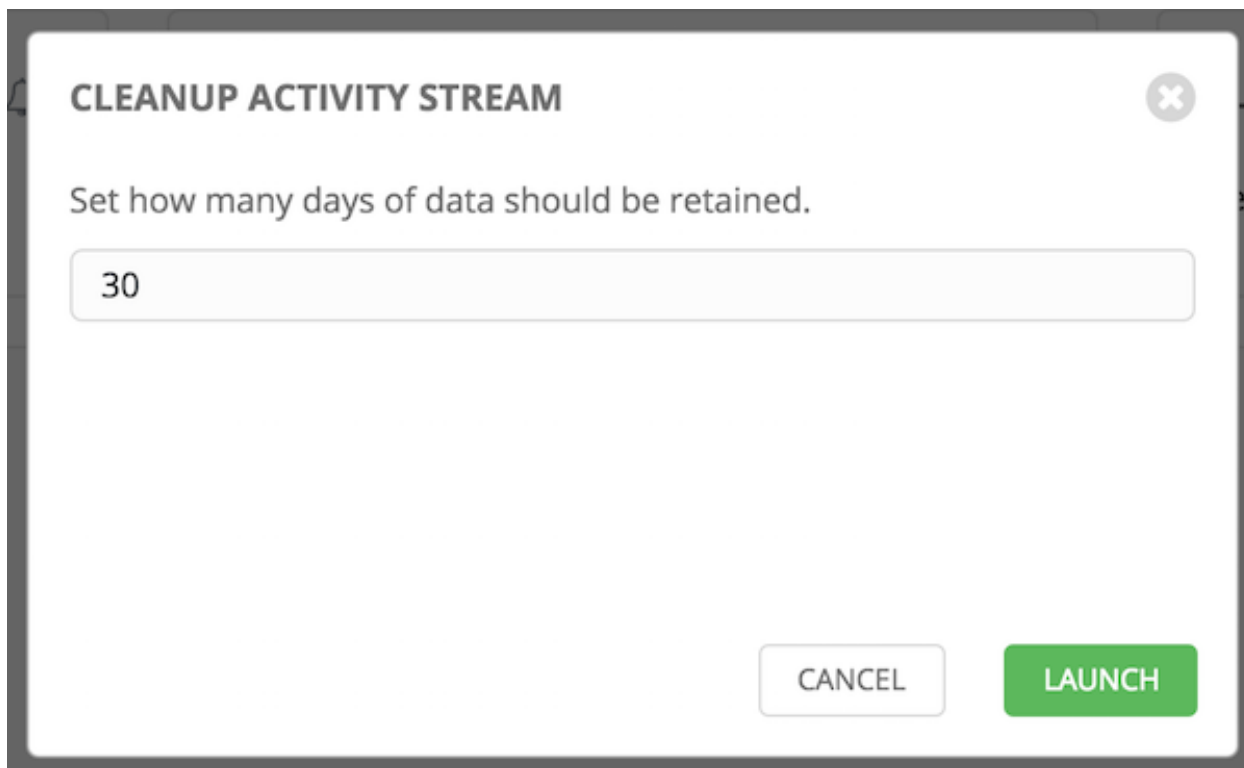 CLEANUP ACTIVITY STREAM
Set how many days of data should be retained.
30
CANCEL
LAUNCH